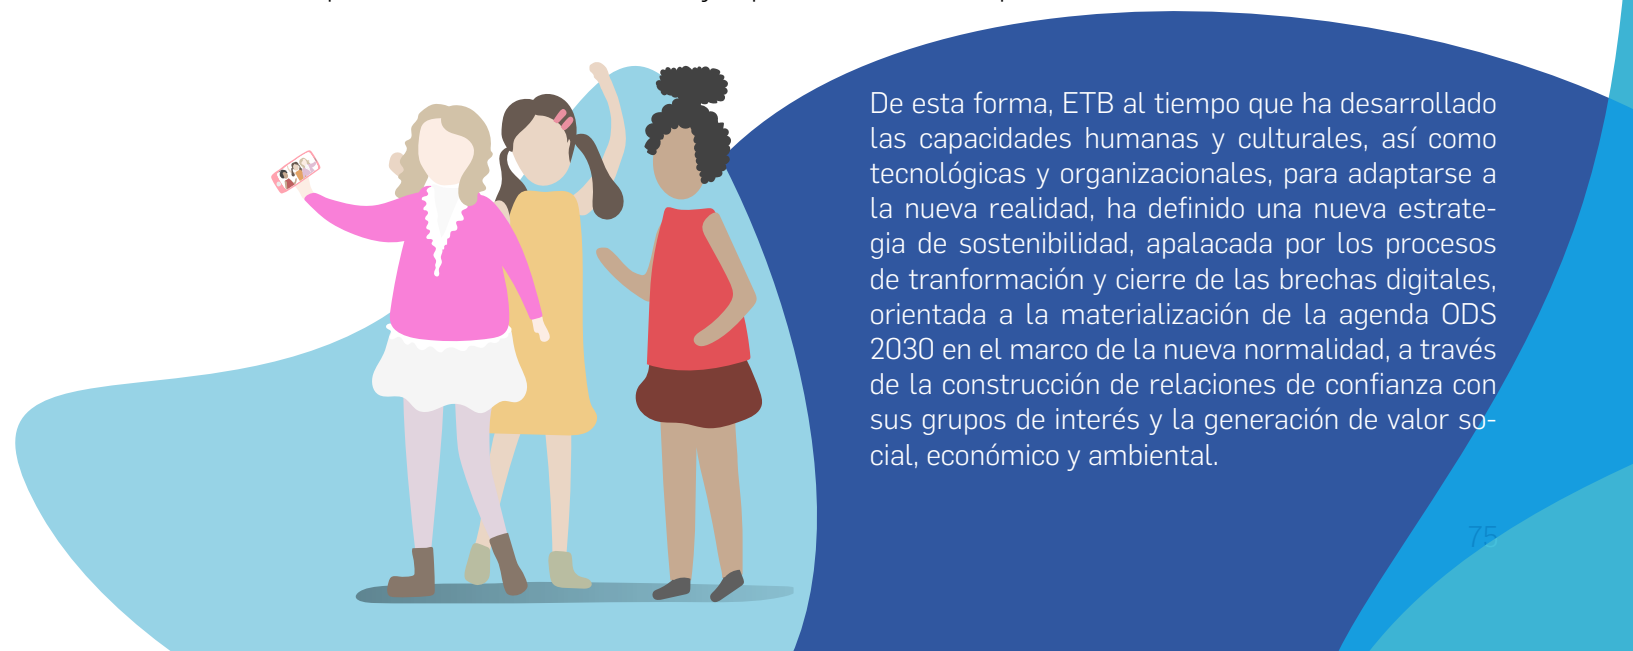 De esta forma, ETB al tiempo que ha desarrollado
las capacidades humanas y culturales, así como
tecnológicas y organizacionales, para adaptarse a
la nueva realidad, ha definido una nueva estrate-
gia de sostenibilidad, apalacada por los procesos
de tranformación y cierre de las brechas digitales,
orientada a la materialización de la agenda ODS
2030 en el marco de la nueva normalidad, a través
de la construcción de relaciones de confianza con
sus grupos de interés y la generación de valor so-
cial, económico y ambiental.
75